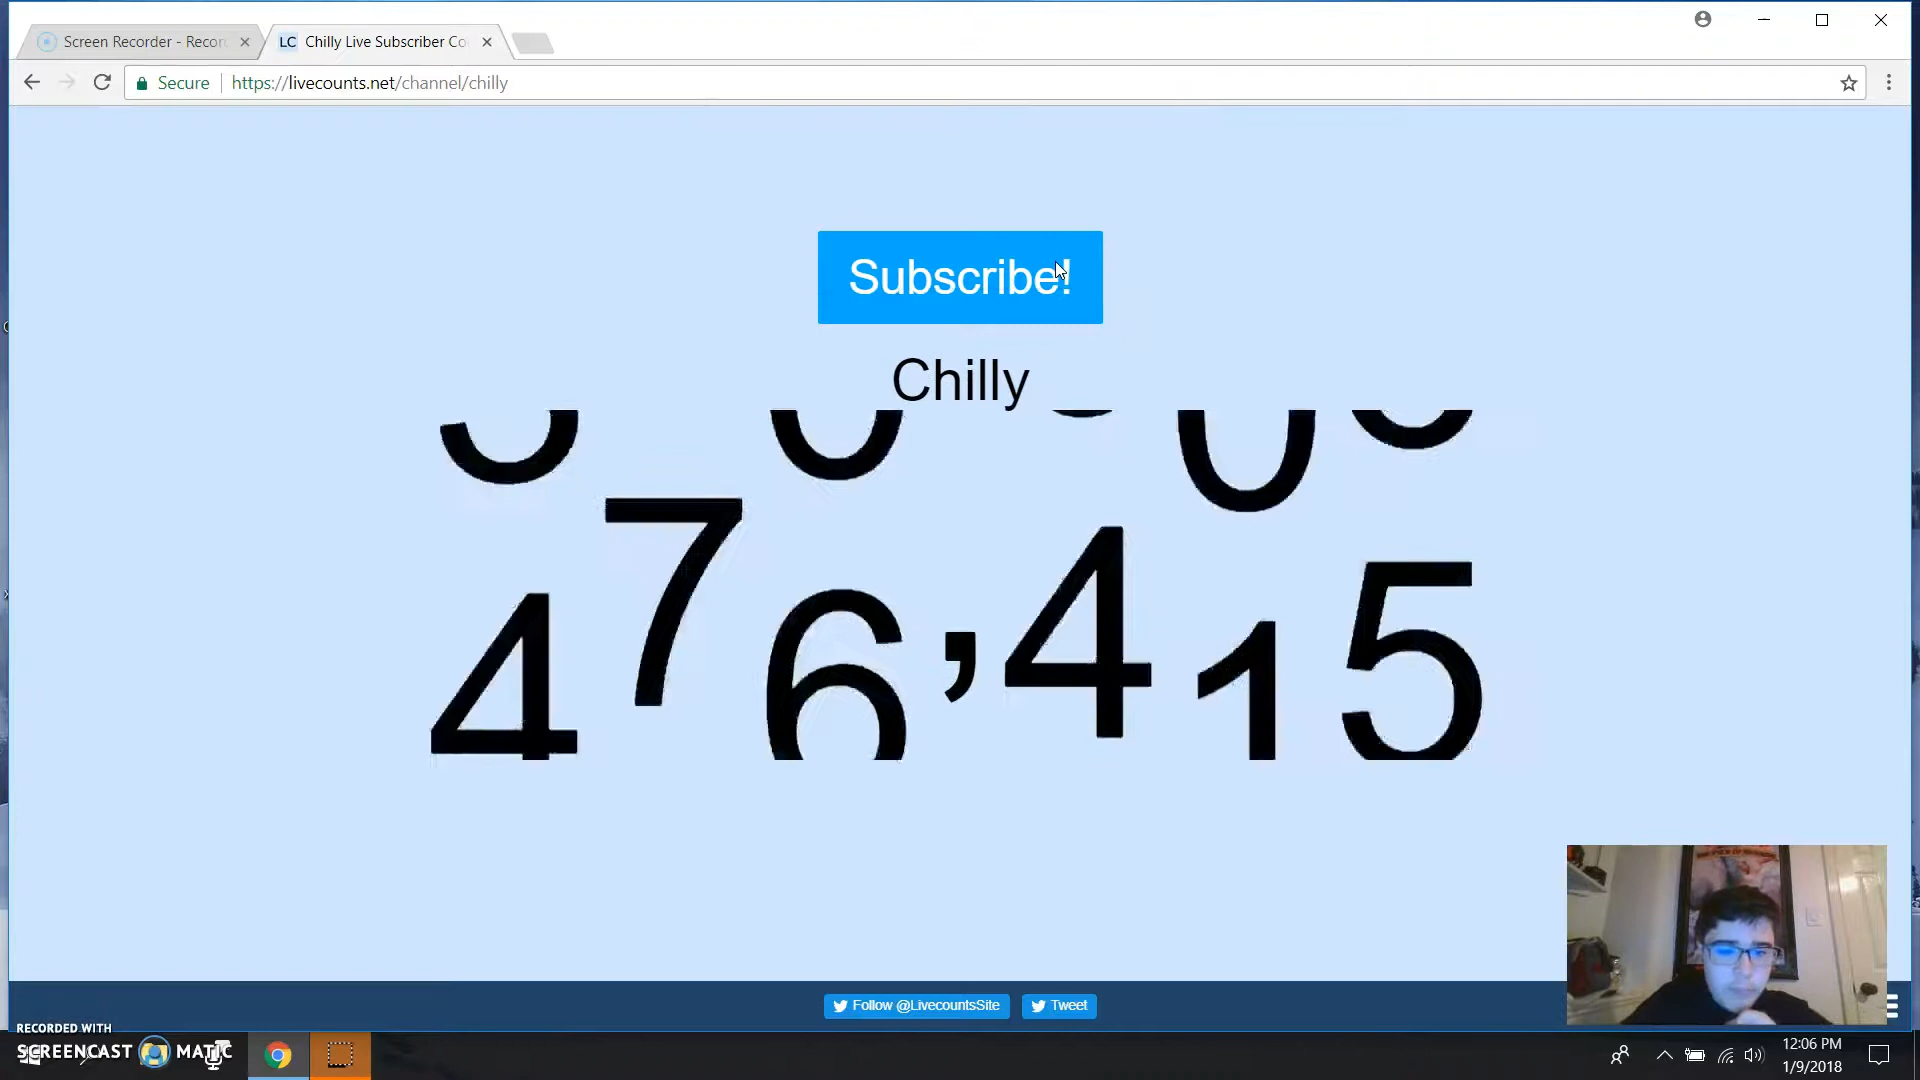 Screen Recorder - Recor
LC Chilly Live Subscriber Co
Secure https://livecounts.net/channel/chilly
Subscribe!
Chilly
476,415
Follow @LivecountsSite Tweet
RECORDED WITH
SCREENCAST MATIC
12:06 PM
1/9/2018